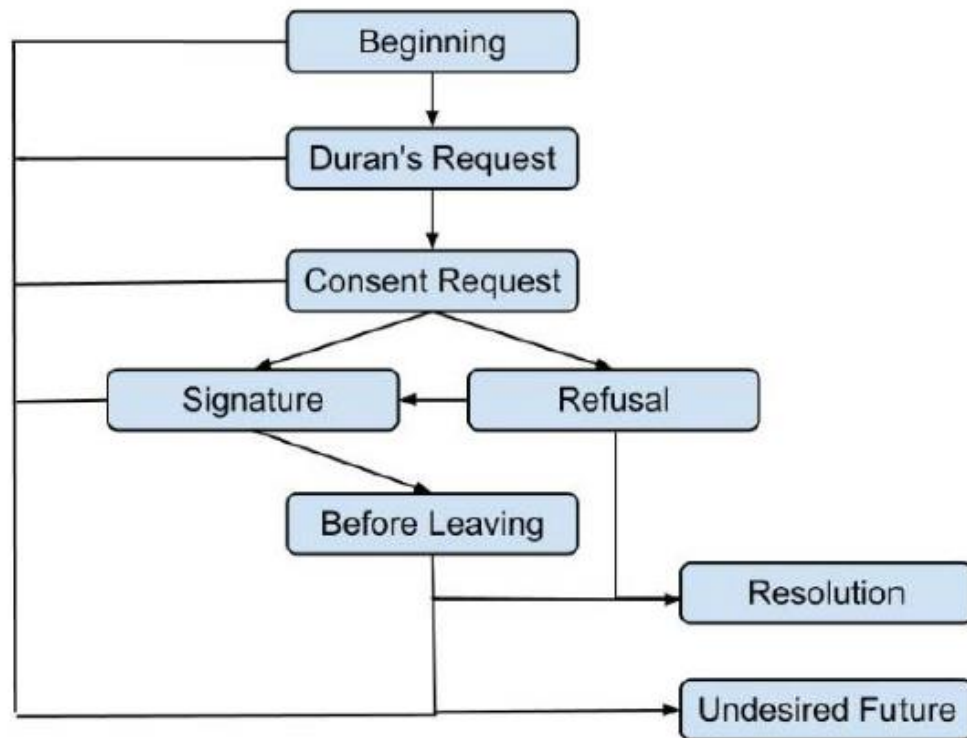 Beginning
Duran's Request
Consent Request
Signature
Refusal
Before Leaving
Resolution
Undesired Future